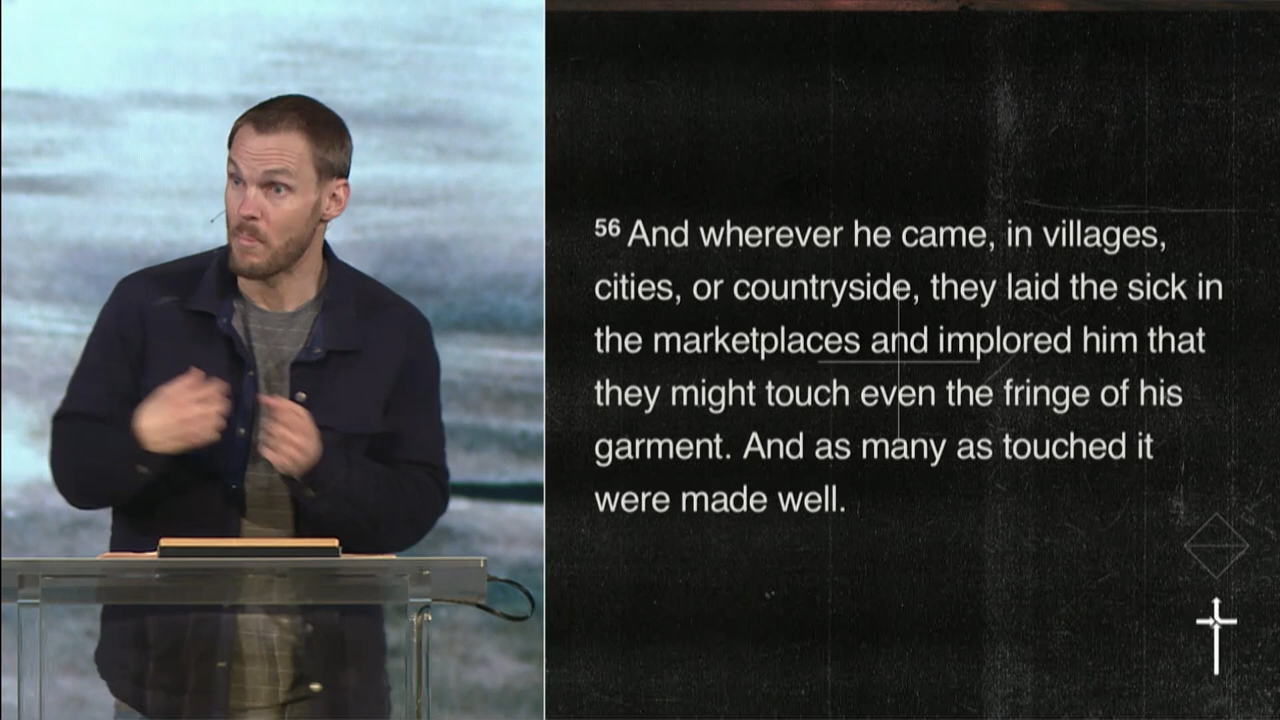 56 And wherever he came, in villages,
cities, or countryside, they laid the sick in
the marketplaces and implored him that
they might touch even the fringe of his
garment. And as many as touched it
were made well.